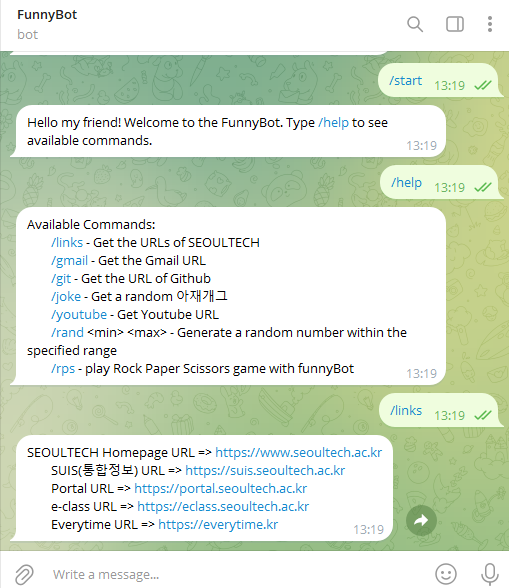 FunnyBot
bot
/start 13:19
Hello my friend! Welcome to the FunnyBot. Type /help to see
available commands.
13:19
/help 13:19
Available Commands:
/links - Get the URLs of SEOULTECH
/gmail - Get the Gmail URL
/git - Get the URL of Github
/joke - Get a random 아재개그
/youtube - Get Youtube URL
/rand <min> <max> - Generate a random number within the
specified range
/rps - play Rock Paper Scissors game with funnyBot
13:19
/links 13:19
SEOULTECH Homepage URL => https://www.seoultech.ac.kr
SUIS(통합정보) URL => https://suis.seoultech.ac.kr
Portal URL => https://portal.seoultech.ac.kr
e-class URL => https://eclass.seoultech.ac.kr
Everytime URL => https://everytime.kr
13:19
Write a message...